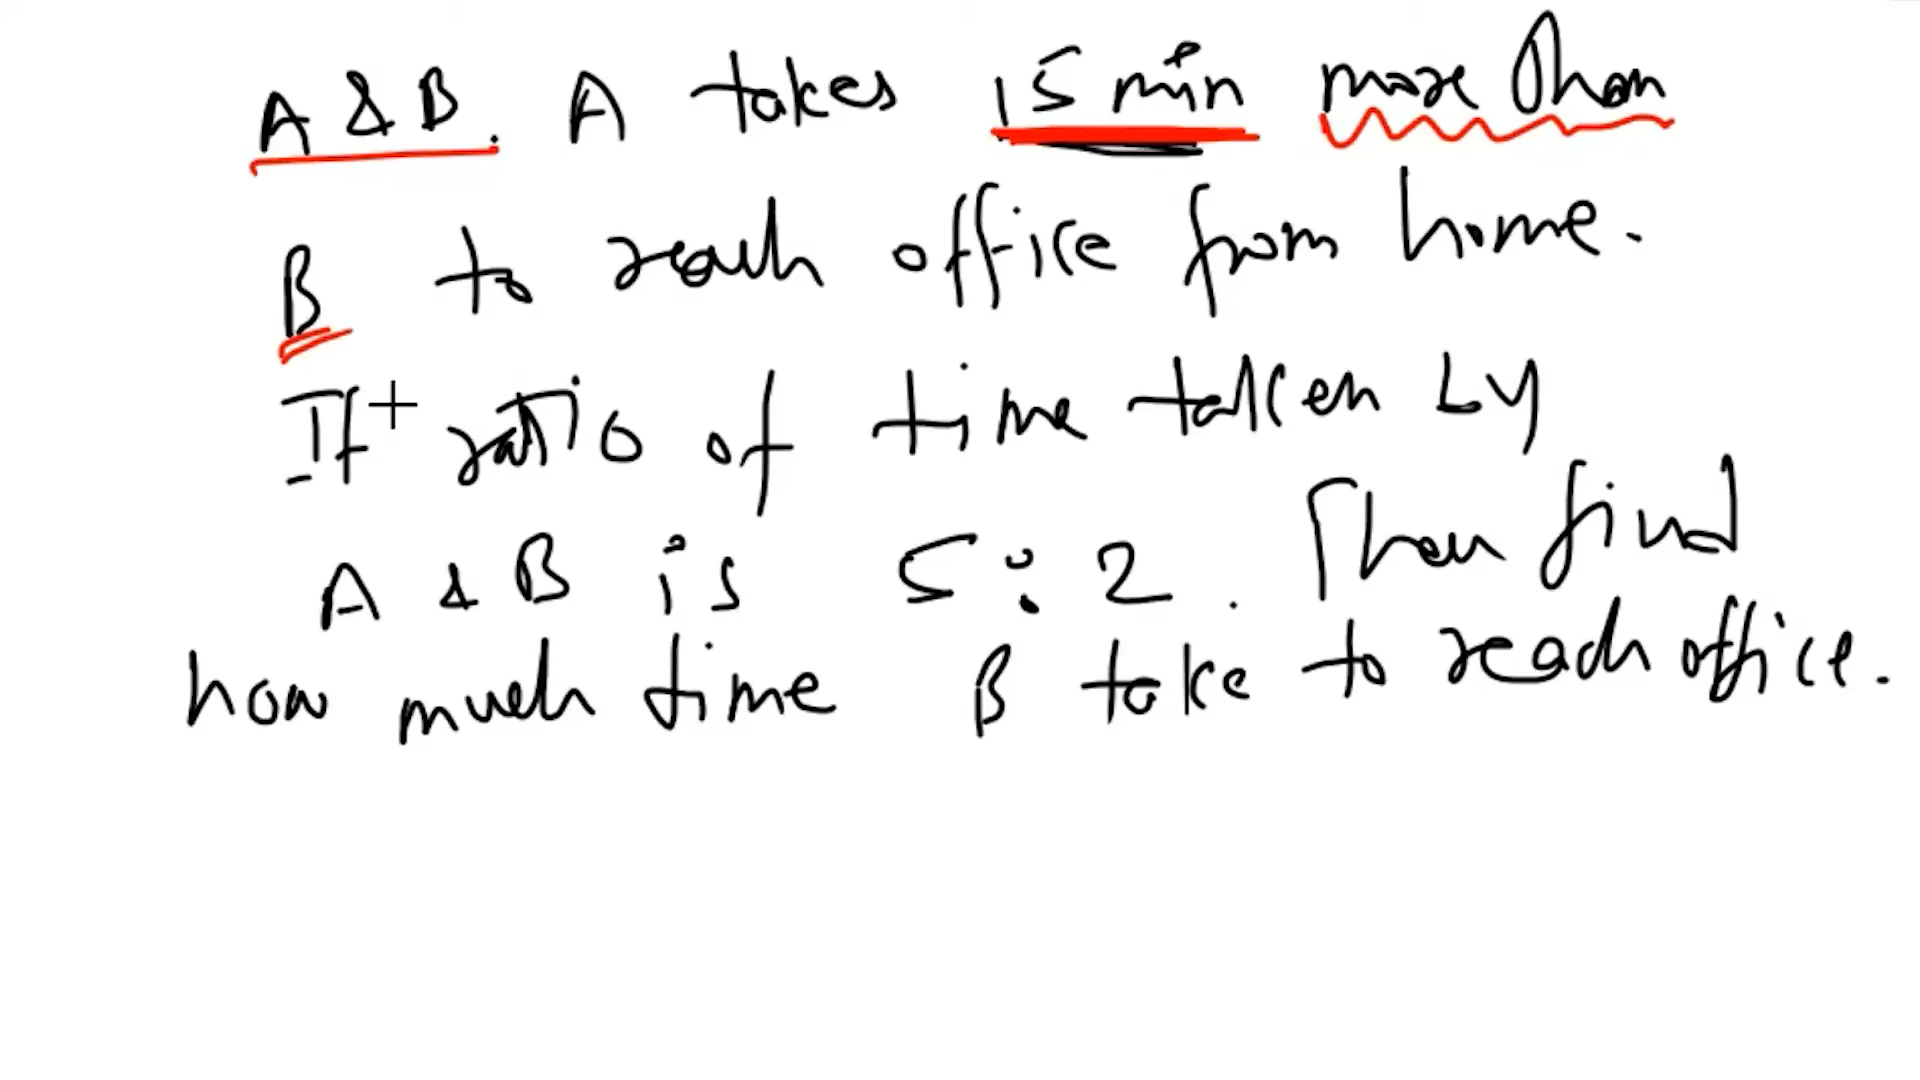 A & B. A takes 15 min more than
B to reach office from home.
If ratio of time taken by
A & B is 5 : 2. Then find
how much time B take to reach office.